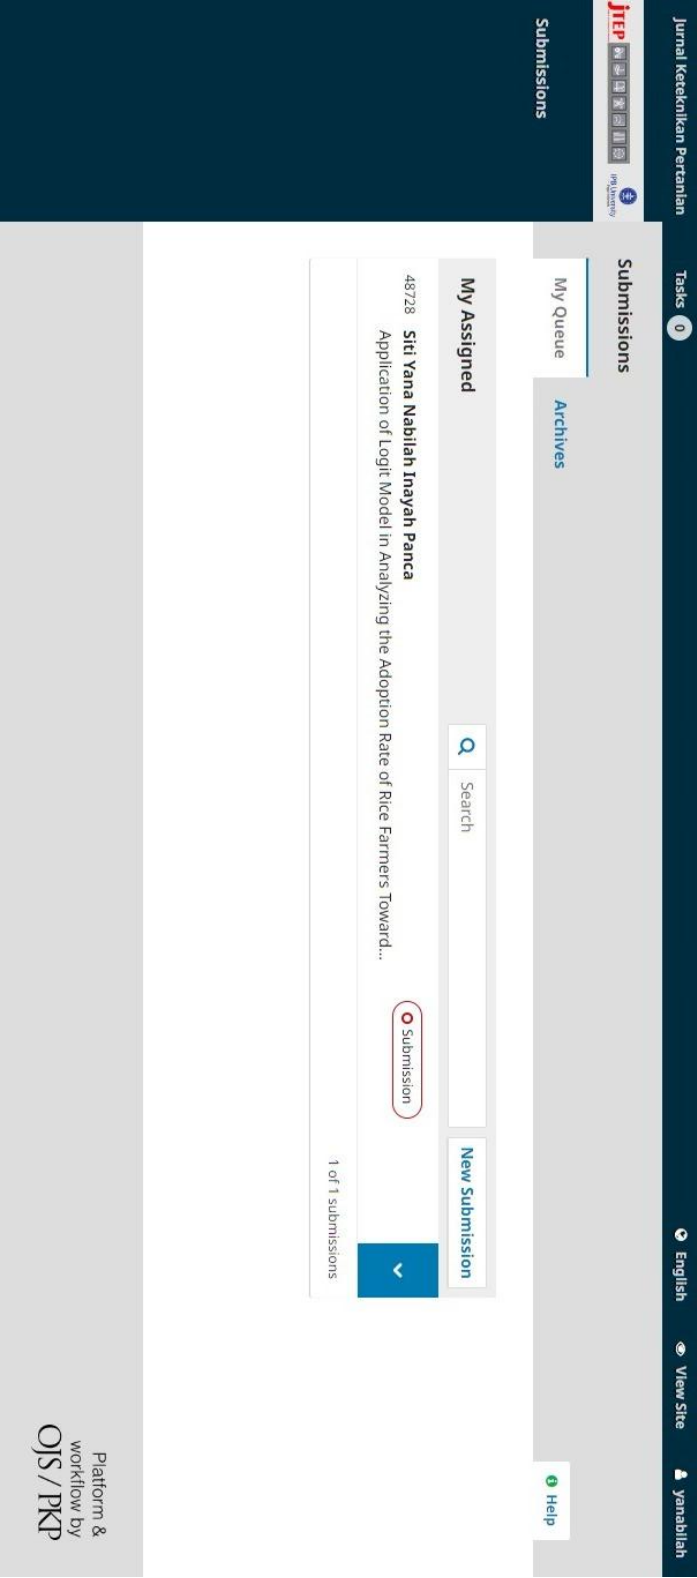 Jurnal Keteknikan Pertanian
Tasks 0
English
View Site
yanabilah
JTEP
IPB University
Submissions
Submissions
My Queue
Archives
Help
My Assigned
Search
New Submission
48728
Siti Yana Nabilah Inayah Panca
Application of Logit Model in Analyzing the Adoption Rate of Rice Farmers Toward...
Submission
1 of 1 submissions
Platform &
workflow by
OJS / PKP